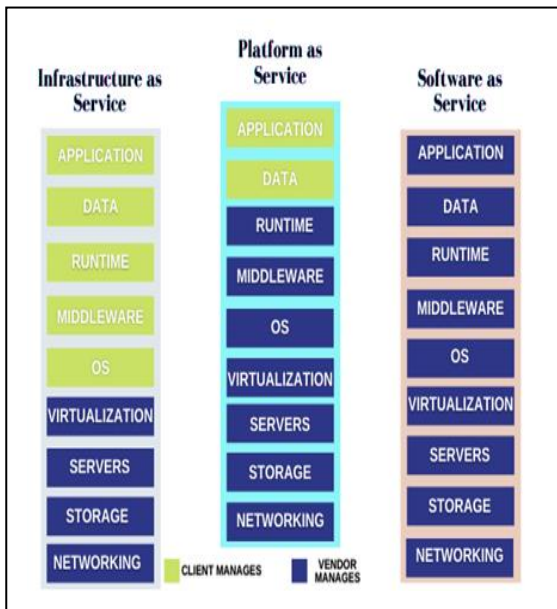 Infrastructure as
Service
APPLICATION
DATA
RUNTIME
MIDDLEWARE
OS
VIRTUALIZATION
SERVERS
STORAGE
NETWORKING
Platform as
Service
APPLICATION
DATA
RUNTIME
MIDDLEWARE
OS
VIRTUALIZATION
SERVERS
STORAGE
NETWORKING
Software as
Service
APPLICATION
DATA
RUNTIME
MIDDLEWARE
OS
VIRTUALIZATION
SERVERS
STORAGE
NETWORKING
CLIENT MANAGES
VENDOR
MANAGES